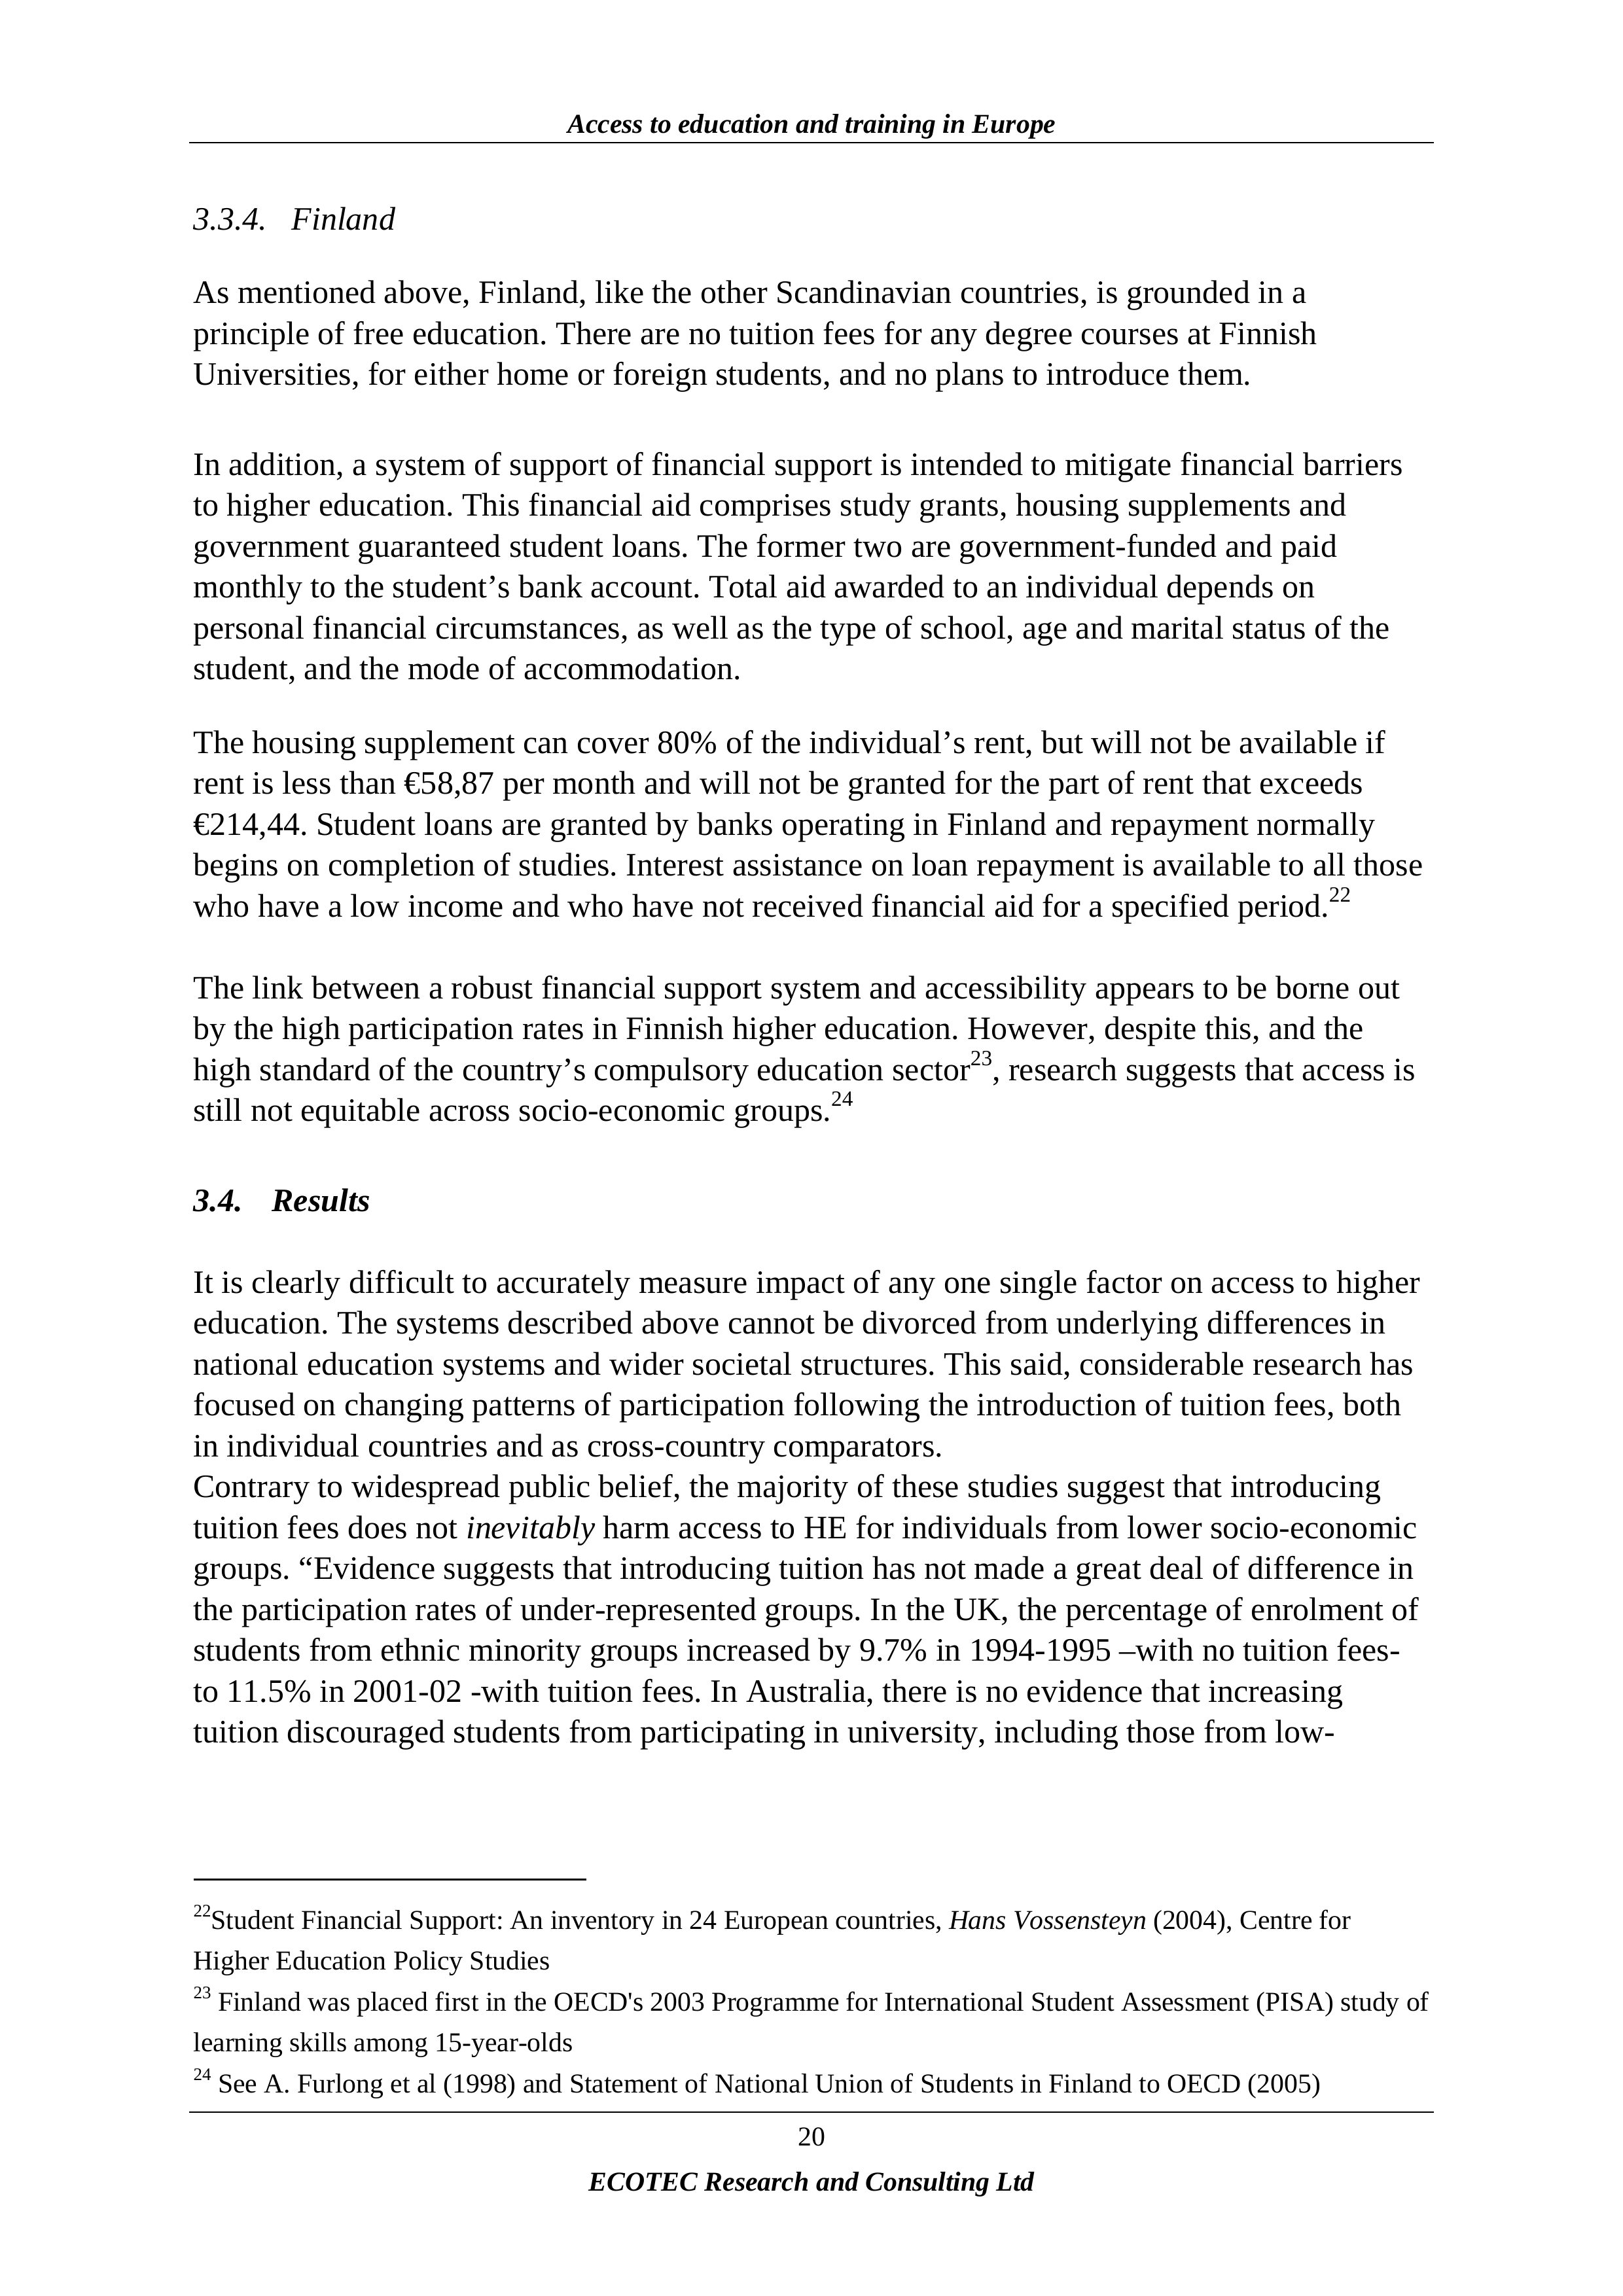 Access to education and training in Europe
3.3.4. Finland
As mentioned above, Finland, like the other Scandinavian countries, is grounded in a
principle of free education. There are no tuition fees for any degree courses at Finnish
Universities, for either home or foreign students, and no plans to introduce them.
In addition, a system of support of financial support is intended to mitigate financial barriers
to higher education. This financial aid comprises study grants, housing supplements and
government guaranteed student loans. The former two are government-funded and paid
monthly to the student’s bank account. Total aid awarded to an individual depends on
personal financial circumstances, as well as the type of school, age and marital status of the
student, and the mode of accommodation.
The housing supplement can cover 80% of the individual’s rent, but will not be available if
rent is less than €58,87 per month and will not be granted for the part of rent that exceeds
€214,44. Student loans are granted by banks operating in Finland and repayment normally
begins on completion of studies. Interest assistance on loan repayment is available to all those
who have a low income and who have not received financial aid for a specified period.22
The link between a robust financial support system and accessibility appears to be borne out
by the high participation rates in Finnish higher education. However, despite this, and the
high standard of the country’s compulsory education sector23, research suggests that access is
still not equitable across socio-economic groups.24
3.4. Results
It is clearly difficult to accurately measure impact of any one single factor on access to higher
education. The systems described above cannot be divorced from underlying differences in
national education systems and wider societal structures. This said, considerable research has
focused on changing patterns of participation following the introduction of tuition fees, both
in individual countries and as cross-country comparators.
Contrary to widespread public belief, the majority of these studies suggest that introducing
tuition fees does not inevitably harm access to HE for individuals from lower socio-economic
groups. “Evidence suggests that introducing tuition has not made a great deal of difference in
the participation rates of under-represented groups. In the UK, the percentage of enrolment of
students from ethnic minority groups increased by 9.7% in 1994-1995 –with no tuition fees-
to 11.5% in 2001-02 -with tuition fees. In Australia, there is no evidence that increasing
tuition discouraged students from participating in university, including those from low-
22Student Financial Support: An inventory in 24 European countries, Hans Vossensteyn (2004), Centre for
Higher Education Policy Studies
23 Finland was placed first in the OECD's 2003 Programme for International Student Assessment (PISA) study of
learning skills among 15-year-olds
24 See A. Furlong et al (1998) and Statement of National Union of Students in Finland to OECD (2005)
20
ECOTEC Research and Consulting Ltd